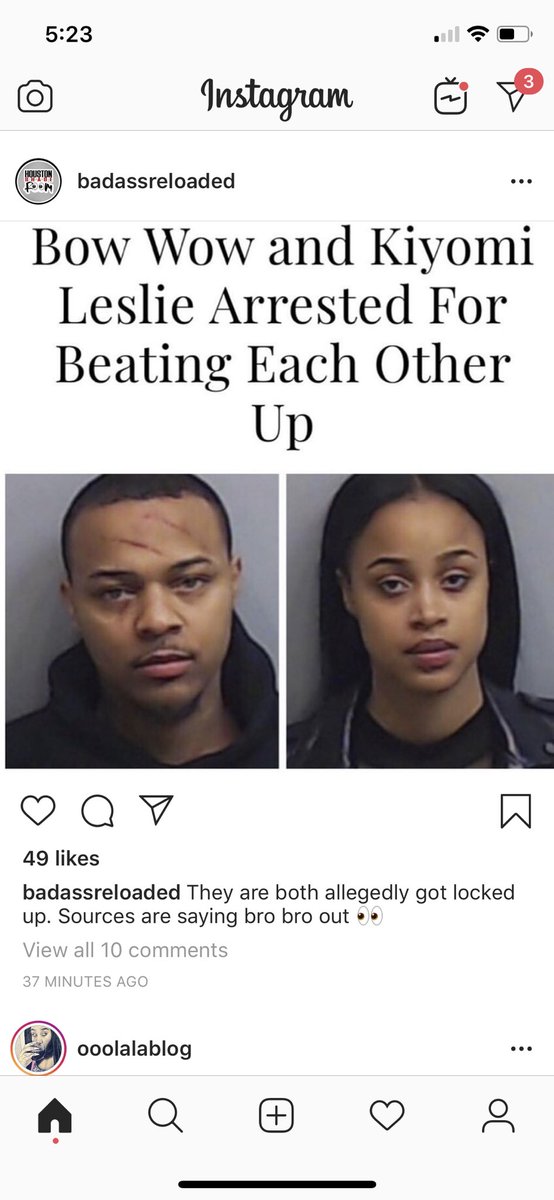 5:23
Instagram
3
HOUSTON
badassreloaded
Bow Wow and Kiyomi
Leslie Arrested For
Beating Each Other
Up
49 likes
badassreloaded They are both allegedly got locked
up. Sources are saying bro bro out 👀
View all 10 comments
37 MINUTES AGO
ooolalablog